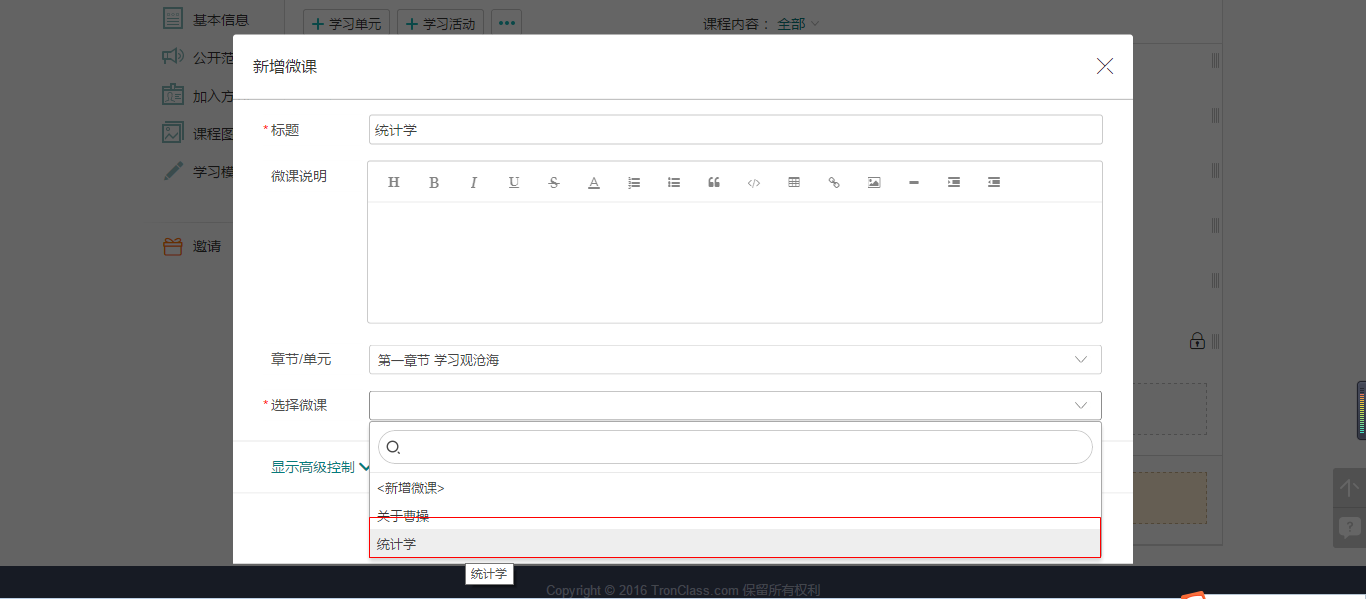 基本信息
学习单元
学习活动
课程内容： 全部
公开范
加入方
课程图
学习模
邀请
新增微课
*标题
统计学
微课说明
H B I U S A
章节/单元
第一章节 学习观沧海
*选择微课
显示高级控制
<新增微课>
关于曹操
统计学
统计学
Copyright © 2016 TronClass.com 保留所有权利